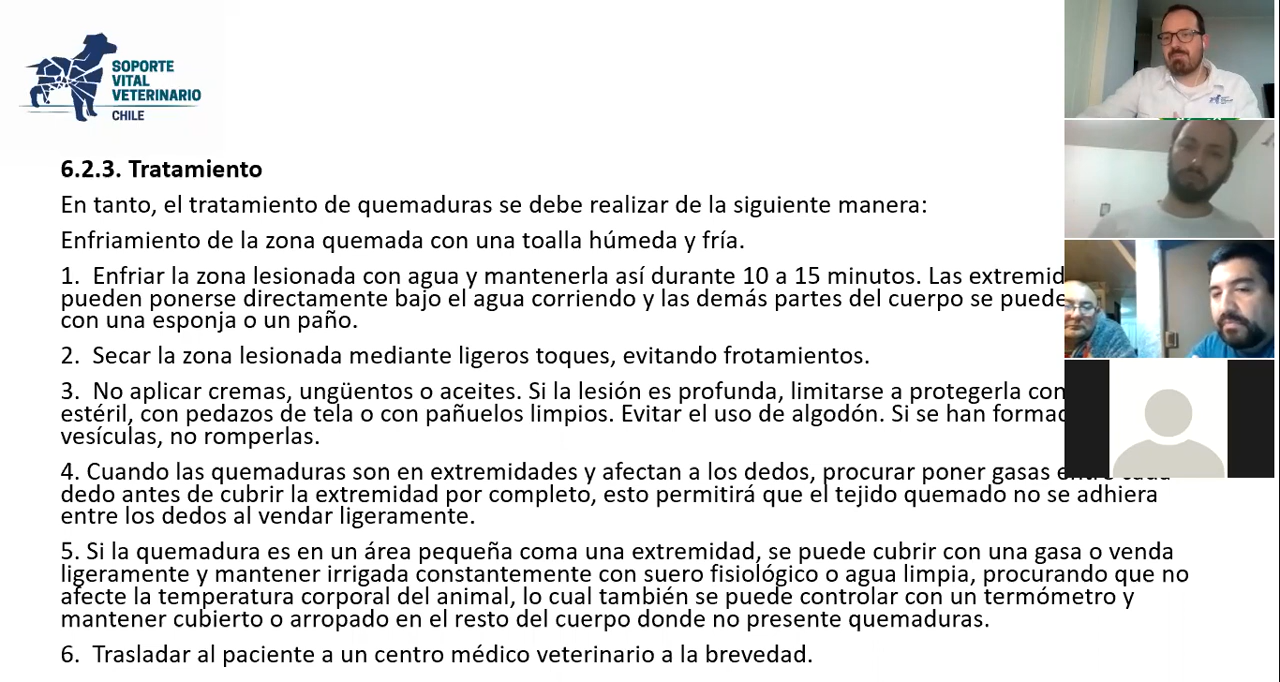 SOPORTE
VITAL
VETERINARIO
CHILE
6.2.3. Tratamiento
En tanto, el tratamiento de quemaduras se debe realizar de la siguiente manera:
Enfriamiento de la zona quemada con una toalla húmeda y fría.
1. Enfriar la zona lesionada con agua y mantenerla así durante 10 a 15 minutos. Las extremid
pueden ponerse directamente bajo el agua corriendo y las demás partes del cuerpo se puede
con una esponja o un paño.
2. Secar la zona lesionada mediante ligeros toques, evitando frotamientos.
3. No aplicar cremas, ungüentos o aceites. Si la lesión es profunda, limitarse a protegerla con
estéril, con pedazos de tela o con pañuelos limpios. Evitar el uso de algodón. Si se han formad
vesículas, no romperlas.
4. Cuando las quemaduras son en extremidades y afectan a los dedos, procurar poner gasas entre cada
dedo antes de cubrir la extremidad por completo, esto permitirá que el tejido quemado no se adhiera
entre los dedos al vendar ligeramente.
5. Si la quemadura es en un área pequeña coma una extremidad, se puede cubrir con una gasa o venda
ligeramente y mantener irrigada constantemente con suero fisiológico o agua limpia, procurando que no
afecte la temperatura corporal del animal, lo cual también se puede controlar con un termómetro y
mantener cubierto o arropado en el resto del cuerpo donde no presente quemaduras.
6. Trasladar al paciente a un centro médico veterinario a la brevedad.